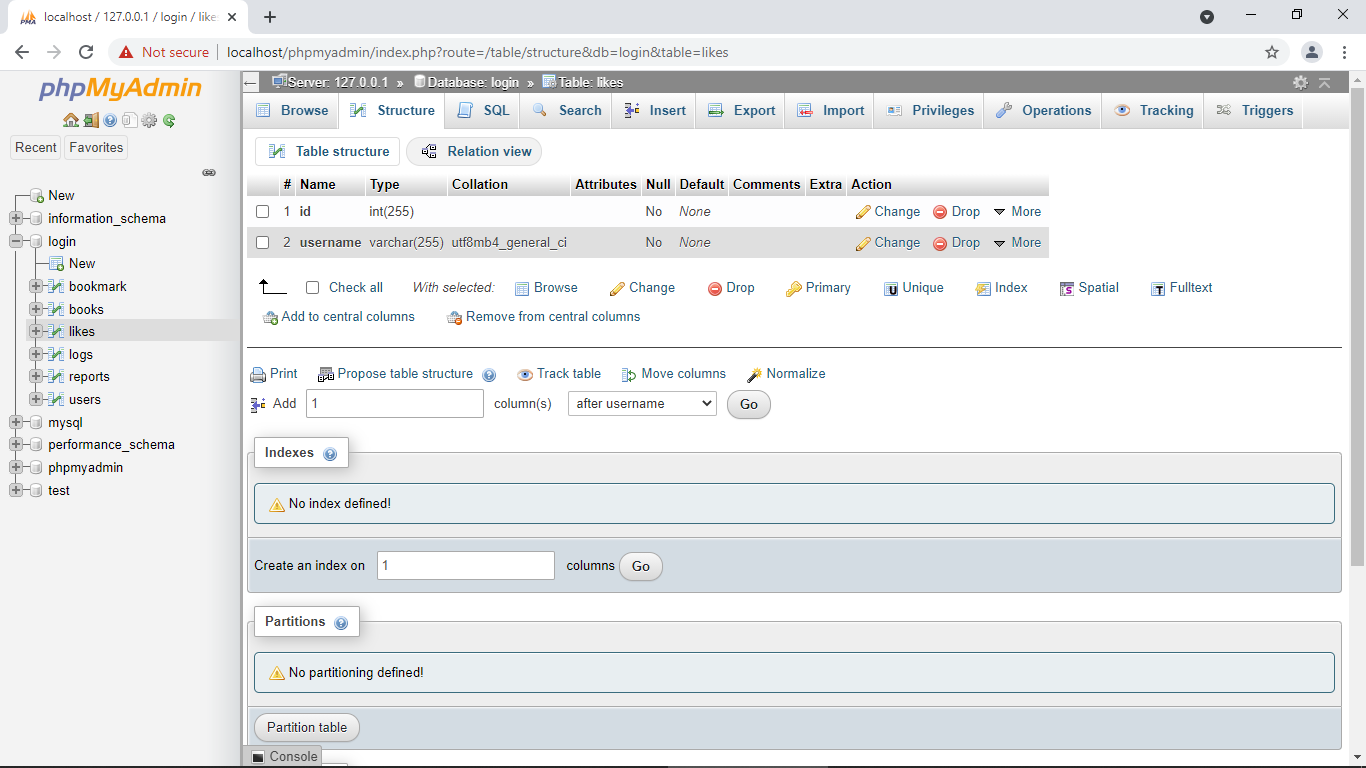 localhost / 127.0.0.1 / login / like
Not secure localhost/phpmyadmin/index.php?route=/table/structure&db=login&table=likes
phpMyAdmin
Recent Favorites
New
information_schema
login
New
bookmark
books
likes
logs
reports
users
mysql
performance_schema
phpmyadmin
test
Server: 127.0.0.1 » Database: login » Table: likes
Browse Structure SQL Search Insert Export Import Privileges Operations Tracking Triggers
Table structure Relation view
# Name Type Collation Attributes Null Default Comments Extra Action
1 id int(255) No None Change Drop More
2 username varchar(255) utf8mb4_general_ci No None Change Drop More
Check all With selected: Browse Change Drop Primary Unique Index Spatial Fulltext
Add to central columns Remove from central columns
Print Propose table structure Track table Move columns Normalize
Add 1 column(s) after username Go
Indexes
No index defined!
Create an index on 1 columns Go
Partitions
No partitioning defined!
Partition table
Console